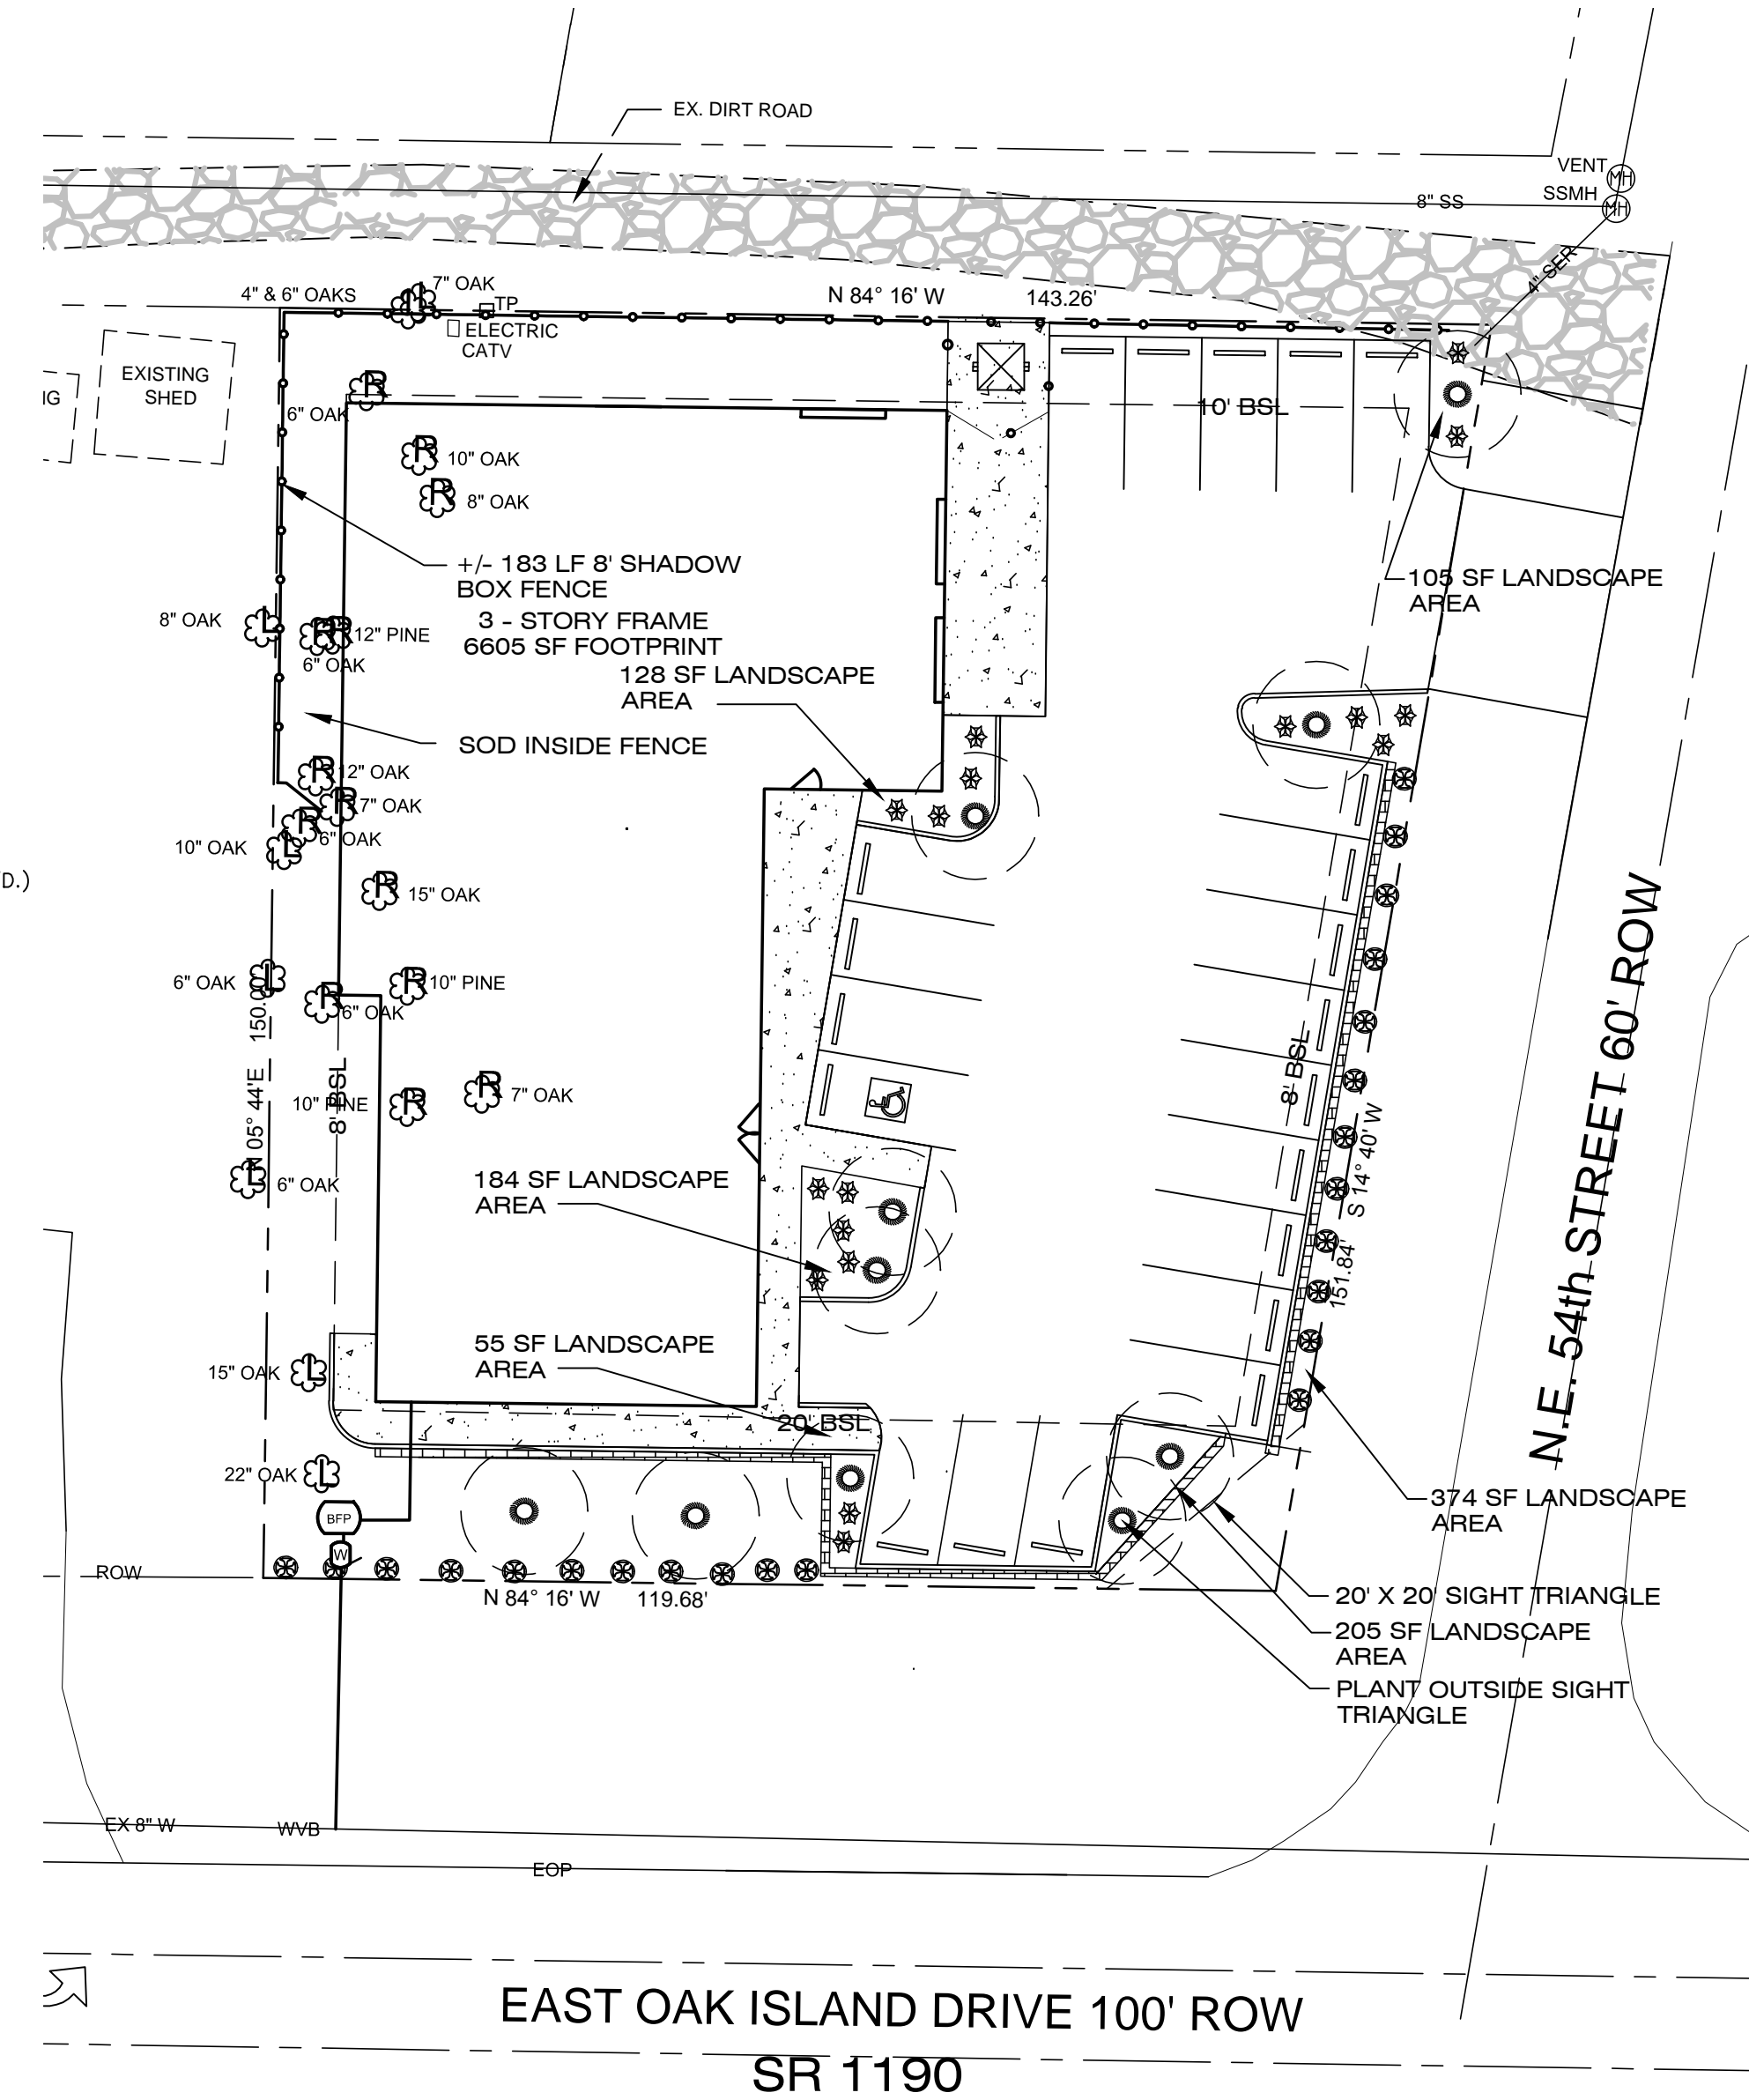 EX. DIRT ROAD
VENT
MH
8" SS
SSMH
MH
4" SER
4" & 6" OAKS
7" OAK
L
L
TP
N 84° 16' W
143.26'
ELECTRIC
CATV
EXISTING
SHED
IG
R
6" OAK
10' BSL
R
10" OAK
R
8" OAK
+/- 183 LF 8' SHADOW
BOX FENCE
105 SF LANDSCAPE
AREA
8" OAK
L
R
R
12" PINE
6" OAK
3 - STORY FRAME
6605 SF FOOTPRINT
128 SF LANDSCAPE
AREA
SOD INSIDE FENCE
R
12" OAK
R
7" OAK
R
6" OAK
10" OAK
L
D.)
R
15" OAK
6" OAK
L
R
10" PINE
R
6" OAK
N 05° 44'E
8' BSL
R
7" OAK
10" PINE
R
8' BSL
S 14° 40' W
151.84'
N.E. 54th STREET 60' ROW
L
6" OAK
184 SF LANDSCAPE
AREA
55 SF LANDSCAPE
AREA
15" OAK
L
20' BSL
22" OAK
L
BFP
W
374 SF LANDSCAPE
AREA
ROW
N 84° 16' W
119.68'
20' X 20' SIGHT TRIANGLE
205 SF LANDSCAPE
AREA
PLANT OUTSIDE SIGHT
TRIANGLE
EX 8" W
WVB
EOP
EAST OAK ISLAND DRIVE 100' ROW
SR 1190